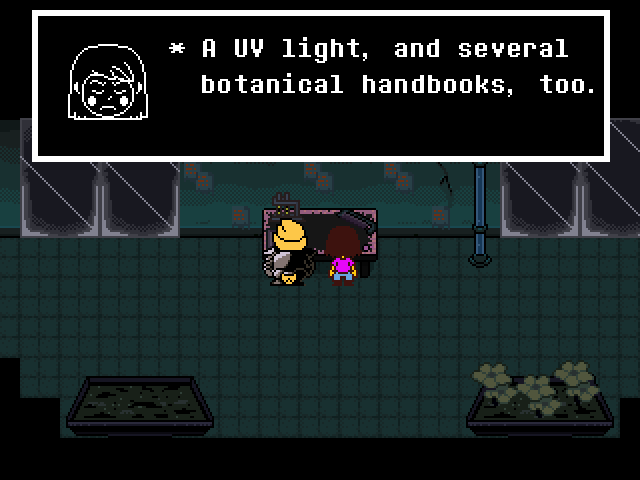 * A UV light, and several
botanical handbooks, too.